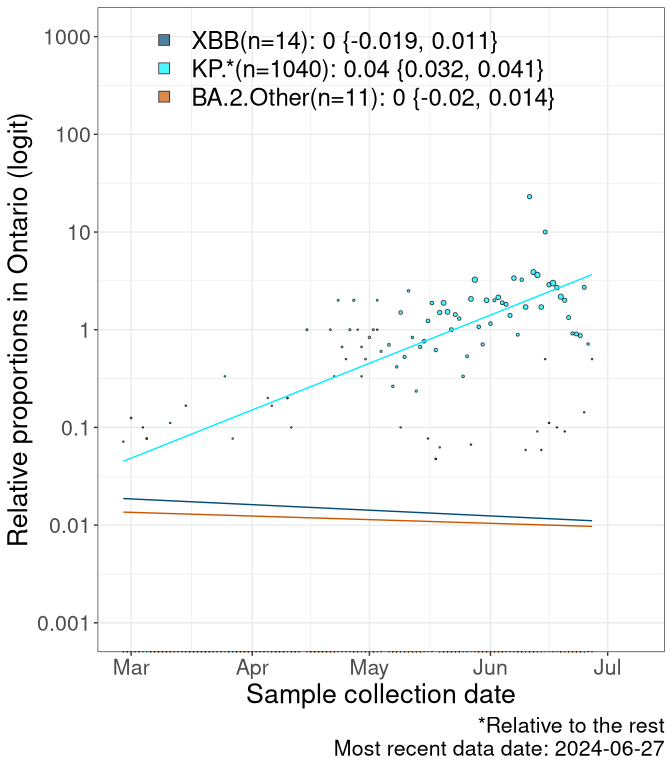 XBB(n=14): 0 {-0.019, 0.011}
KP.*(n=1040): 0.04 {0.032, 0.041}
BA.2.Other(n=11): 0 {-0.02, 0.014}
Relative proportions in Ontario (logit)
1000
100
10
1
0.1
0.01
0.001
Mar Apr May Jun Jul
Sample collection date
*Relative to the rest
Most recent data date: 2024-06-27